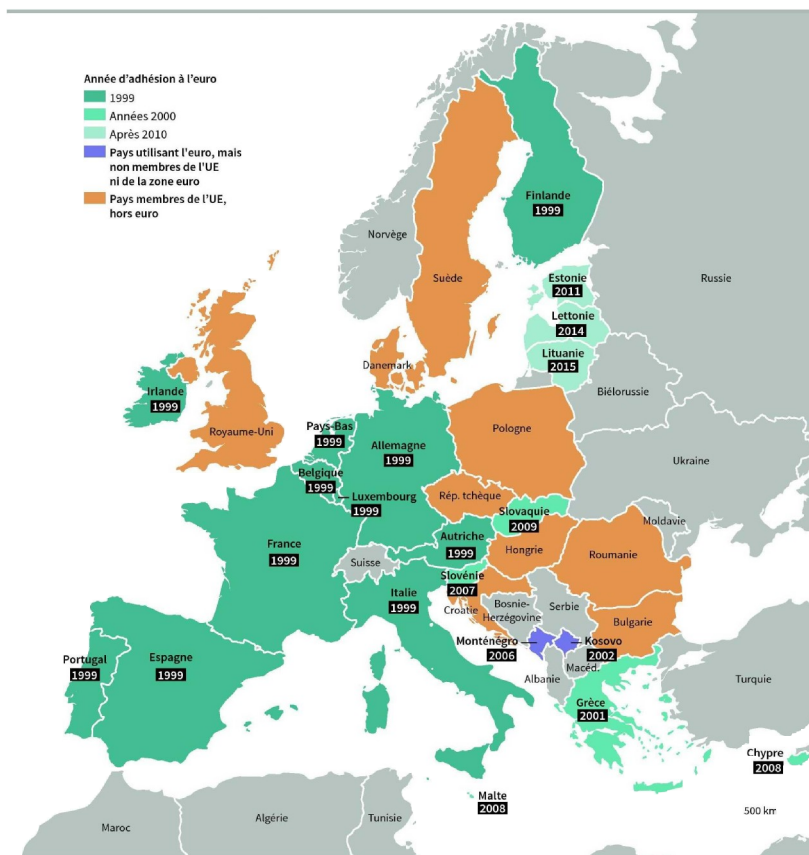 Année d'adhésion à l'euro
1999
Années 2000
Après 2010
Pays utilisant l'euro, mais
non membres de l'UE
ni de la zone euro
Pays membres de l'UE,
hors euro
Finlande
1999
Norvège
Suède
Russie
Estonie
2011
Lettonie
2014
Lituanie
2015
Danemark
Biélorussie
Irlande
1999
Royaume-Uni
Pays-Bas
1999
Allemagne
1999
Pologne
Ukraine
Belgique
1999
Luxembourg
1999
Rép. tchèque
Slovaquie
2009
Moldavie
France
1999
Autriche
1999
Hongrie
Roumanie
Suisse
Slovénie
2007
Italie
1999
Croatie
Bosnie-
Herzégovine
Serbie
Bulgarie
Monténégro
2006
Kosovo
2002
Macéd.
Albanie
Portugal
1999
Espagne
1999
Grèce
2001
Turquie
Chypre
2008
Malte
2008
500 km
Maroc
Algérie
Tunisie